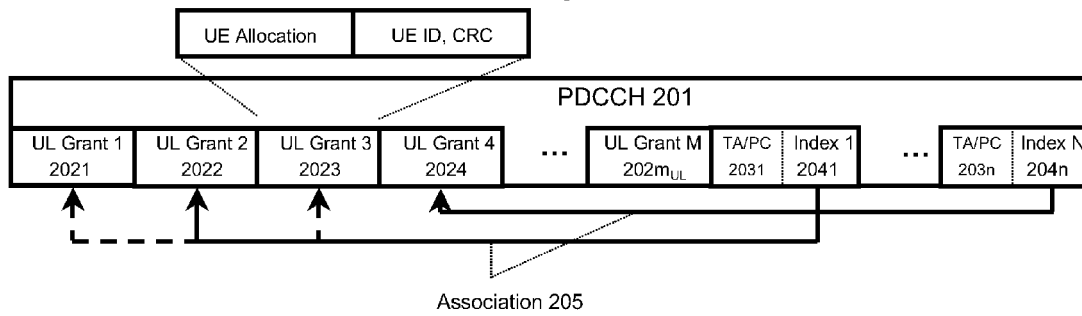 UE Allocation UE ID, CRC
PDCCH 201
UL Grant 1 UL Grant 2 UL Grant 3 UL Grant 4 ... UL Grant M TA/PC Index 1 ... TA/PC Index N
2021 2022 2023 2024 202mUL 2031 2041 203n 204n
Association 205